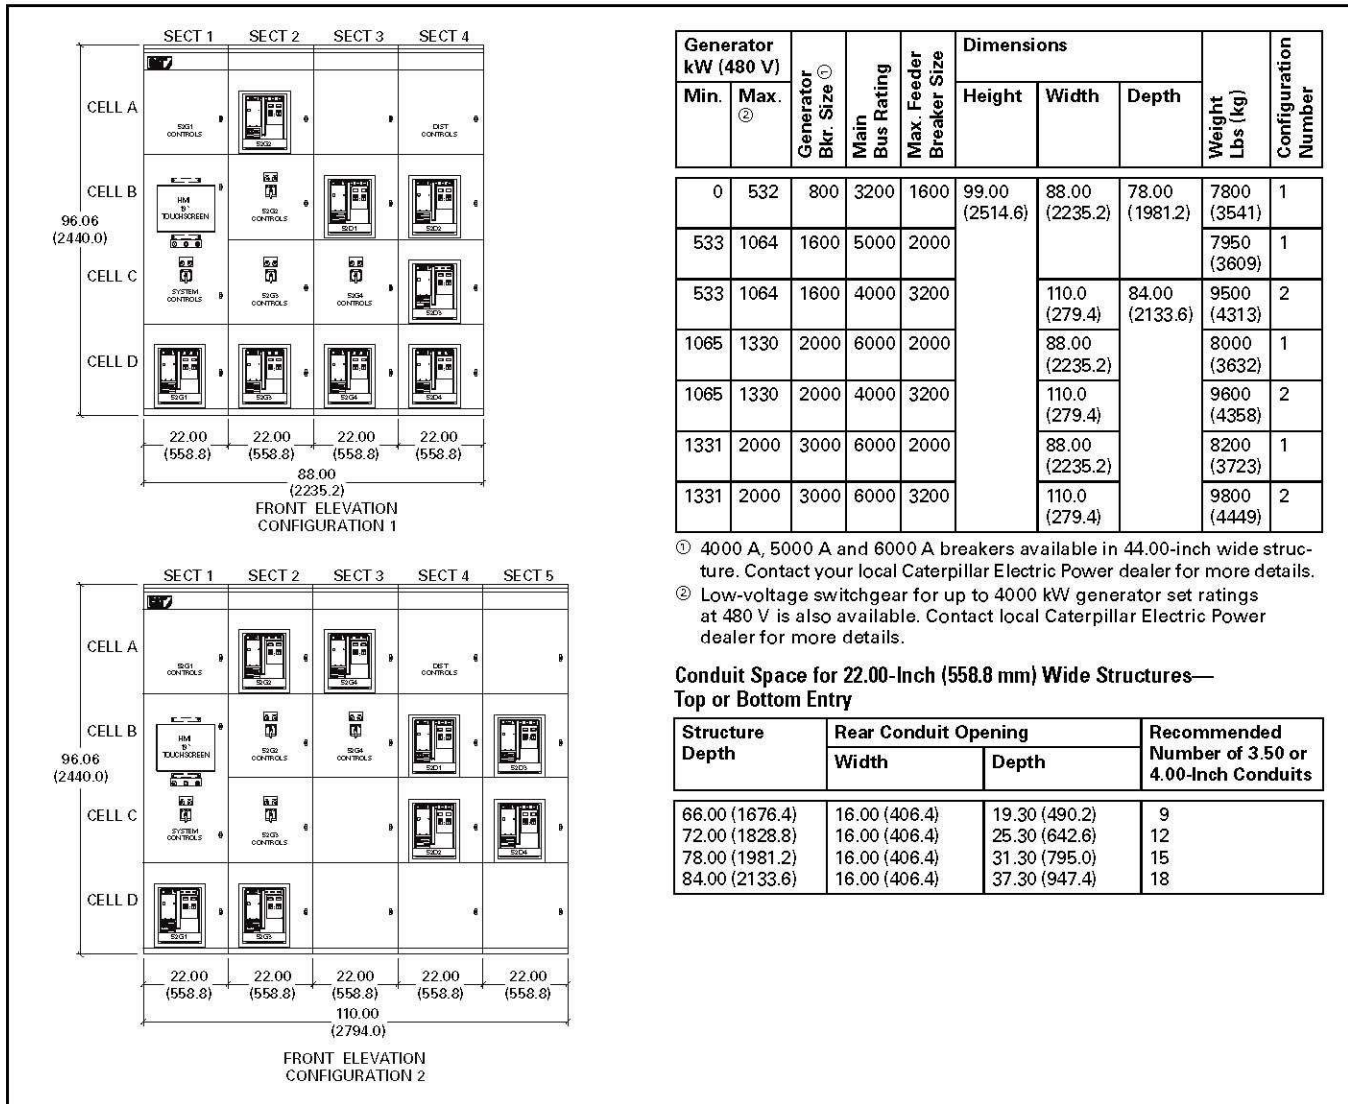 SECT 1 SECT 2 SECT 3 SECT 4
CAT
CELL A
52G1
CONTROLS
52G2
DIST
CONTROLS
CELL B
HMI
19"
TOUCHSCREEN
52G2
CONTROLS
52D1
52D2
96.06
(2440.0)
CELL C
SYSTEM
CONTROLS
52G3
CONTROLS
52G4
CONTROLS
52D3
CELL D
52G1
52G3
52G4
52D4
22.00 22.00 22.00 22.00
(558.8) (558.8) (558.8) (558.8)
88.00
(2235.2)
FRONT ELEVATION
CONFIGURATION 1
SECT 1 SECT 2 SECT 3 SECT 4 SECT 5
CAT
CELL A
52G1
CONTROLS
52G2
52G4
DIST
CONTROLS
CELL B
HMI
19"
TOUCHSCREEN
52G2
CONTROLS
52G4
CONTROLS
52D1
52D3
96.06
(2440.0)
CELL C
SYSTEM
CONTROLS
52G3
CONTROLS
52D2
52D4
CELL D
52G1
52G3
22.00 22.00 22.00 22.00 22.00
(558.8) (558.8) (558.8) (558.8) (558.8)
110.00
(2794.0)
FRONT ELEVATION
CONFIGURATION 2
Generator
kW (480 V)
Min. Max.
②
Generator
Bkr. Size ①
Main
Bus Rating
Max. Feeder
Breaker Size
Dimensions
Height Width Depth
Weight
Lbs (kg)
Configuration
Number
0 532 800 3200 1600 99.00 88.00 78.00 7800 1
(2514.6) (2235.2) (1981.2) (3541)
533 1064 1600 5000 2000 7950 1
(3609)
533 1064 1600 4000 3200 110.0 84.00 9500 2
(279.4) (2133.6) (4313)
1065 1330 2000 6000 2000 88.00 8000 1
(2235.2) (3632)
1065 1330 2000 4000 3200 110.0 9600 2
(279.4) (4358)
1331 2000 3000 6000 2000 88.00 8200 1
(2235.2) (3723)
1331 2000 3000 6000 3200 110.0 9800 2
(279.4) (4449)
① 4000 A, 5000 A and 6000 A breakers available in 44.00-inch wide struc-
ture. Contact your local Caterpillar Electric Power dealer for more details.
② Low-voltage switchgear for up to 4000 kW generator set ratings
at 480 V is also available. Contact local Caterpillar Electric Power
dealer for more details.
Conduit Space for 22.00-Inch (558.8 mm) Wide Structures—
Top or Bottom Entry
Structure
Depth
Rear Conduit Opening
Width Depth
Recommended
Number of 3.50 or
4.00-Inch Conduits
66.00 (1676.4) 16.00 (406.4) 19.30 (490.2) 9
72.00 (1828.8) 16.00 (406.4) 25.30 (642.6) 12
78.00 (1981.2) 16.00 (406.4) 31.30 (795.0) 15
84.00 (2133.6) 16.00 (406.4) 37.30 (947.4) 18